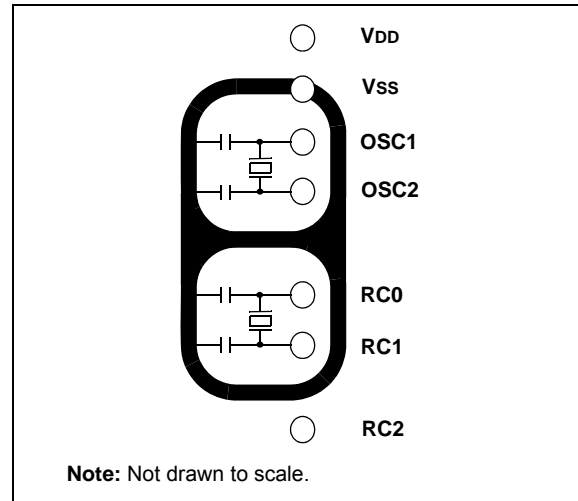 VDD
VSS
OSC1
OSC2
RC0
RC1
RC2
Note: Not drawn to scale.